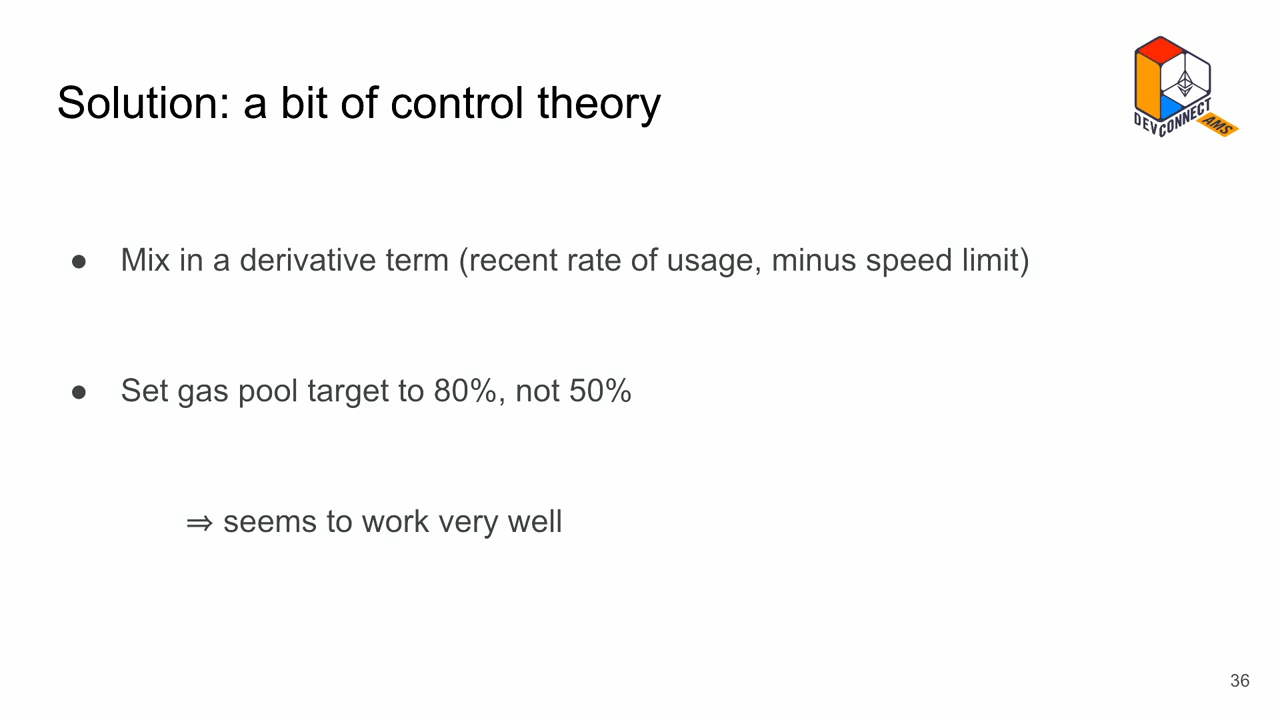 Solution: a bit of control theory
DEVCONNECT
AMS
● Mix in a derivative term (recent rate of usage, minus speed limit)
● Set gas pool target to 80%, not 50%
⇒ seems to work very well
36